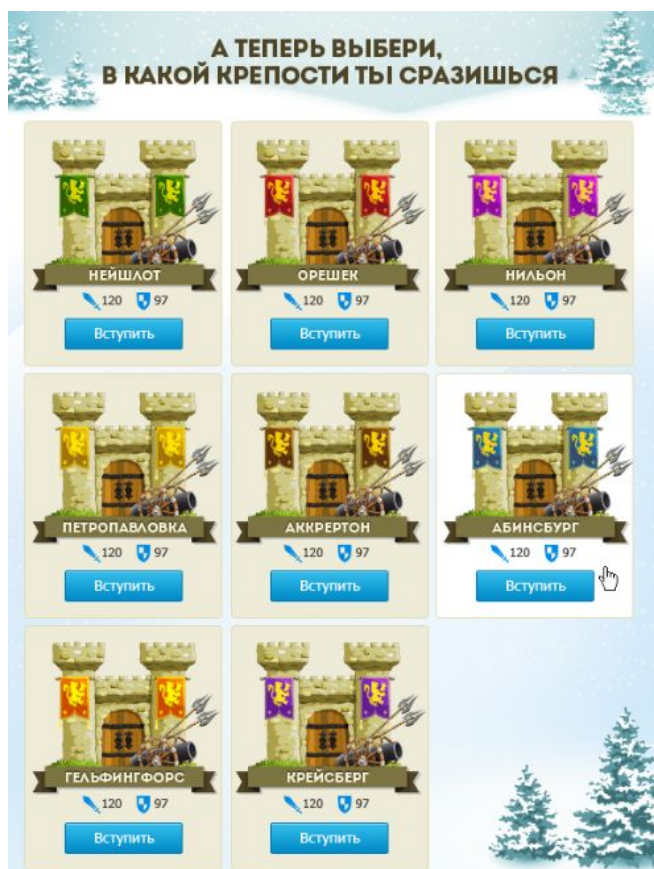 А ТЕПЕРЬ ВЫБЕРИ,
В КАКОЙ КРЕПОСТИ ТЫ СРАЗИШЬСЯ
НЕЙШЛОТ
120 97
Вступить
ОРЕШЕК
120 97
Вступить
НИЛЬОН
120 97
Вступить
ПЕТРОПАВЛОВКА
120 97
Вступить
АККРЕРТОН
120 97
Вступить
АБИНСБУРГ
120 97
Вступить
ГЕЛЬФИНГФОРС
120 97
Вступить
КРЕЙСБЕРГ
120 97
Вступить